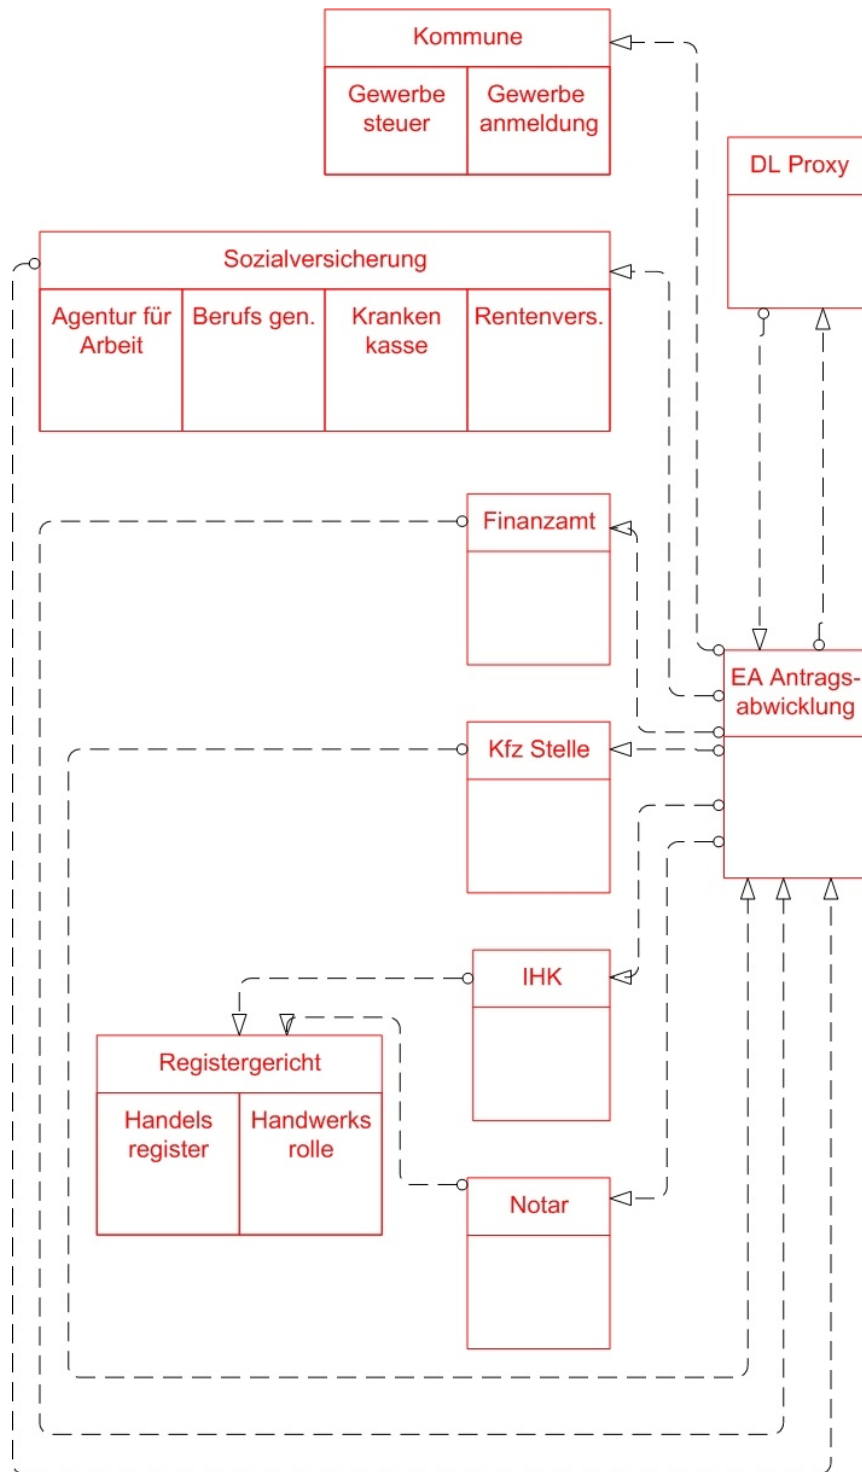 Kommune
Gewerbe
steuer
Gewerbe
anmeldung
DL Proxy
Sozialversicherung
Agentur für
Arbeit
Berufs gen.
Kranken
kasse
Rentenvers.
Finanzamt
EA Antrags-
abwicklung
Kfz Stelle
IHK
Registergericht
Handels
register
Handwerks
rolle
Notar